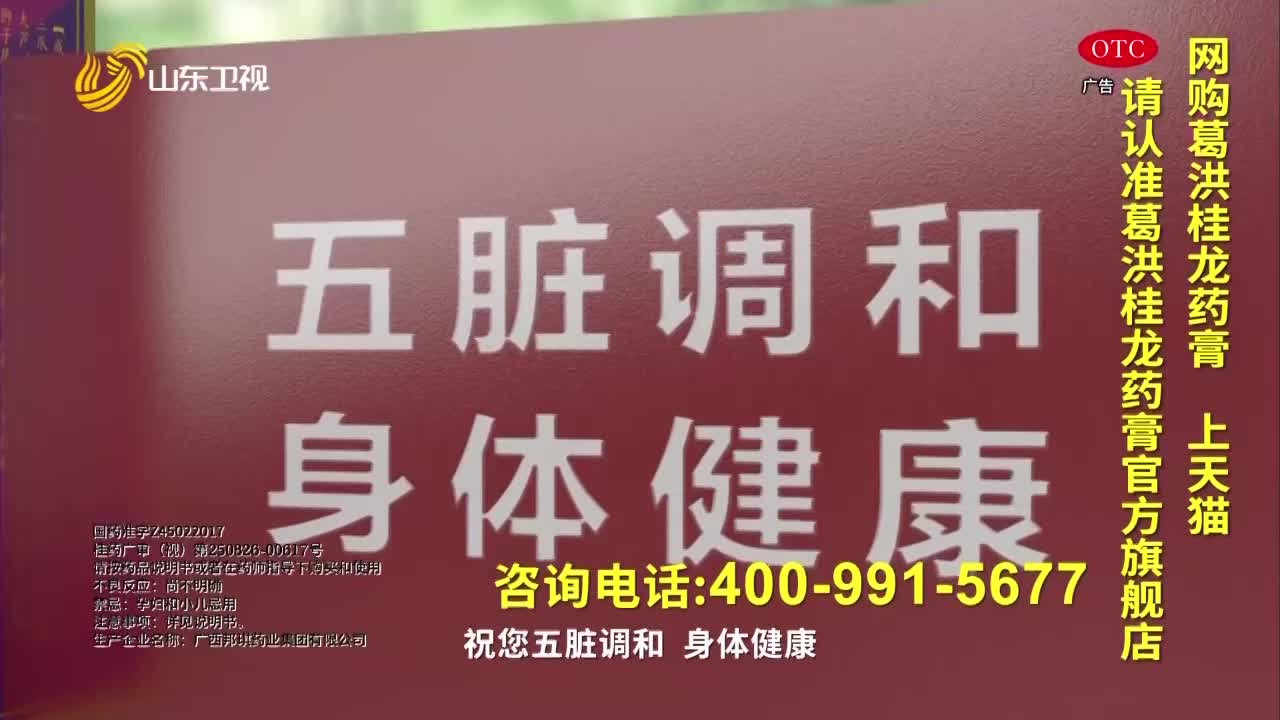 山东卫视
OTC
广告
网购葛洪桂龙药膏 上天猫
请认准葛洪桂龙药膏官方旗舰店
五脏调和
身体健康
国药准字Z45022017
桂药广审（视）第250826-00617号
请按药品说明书或者在药师指导下购买和使用
不良反应：尚不明确
禁忌：孕妇和小儿忌用
注意事项：详见说明书。
生产企业名称：广西邦琪药业集团有限公司
咨询电话:400-991-5677
祝您五脏调和 身体健康